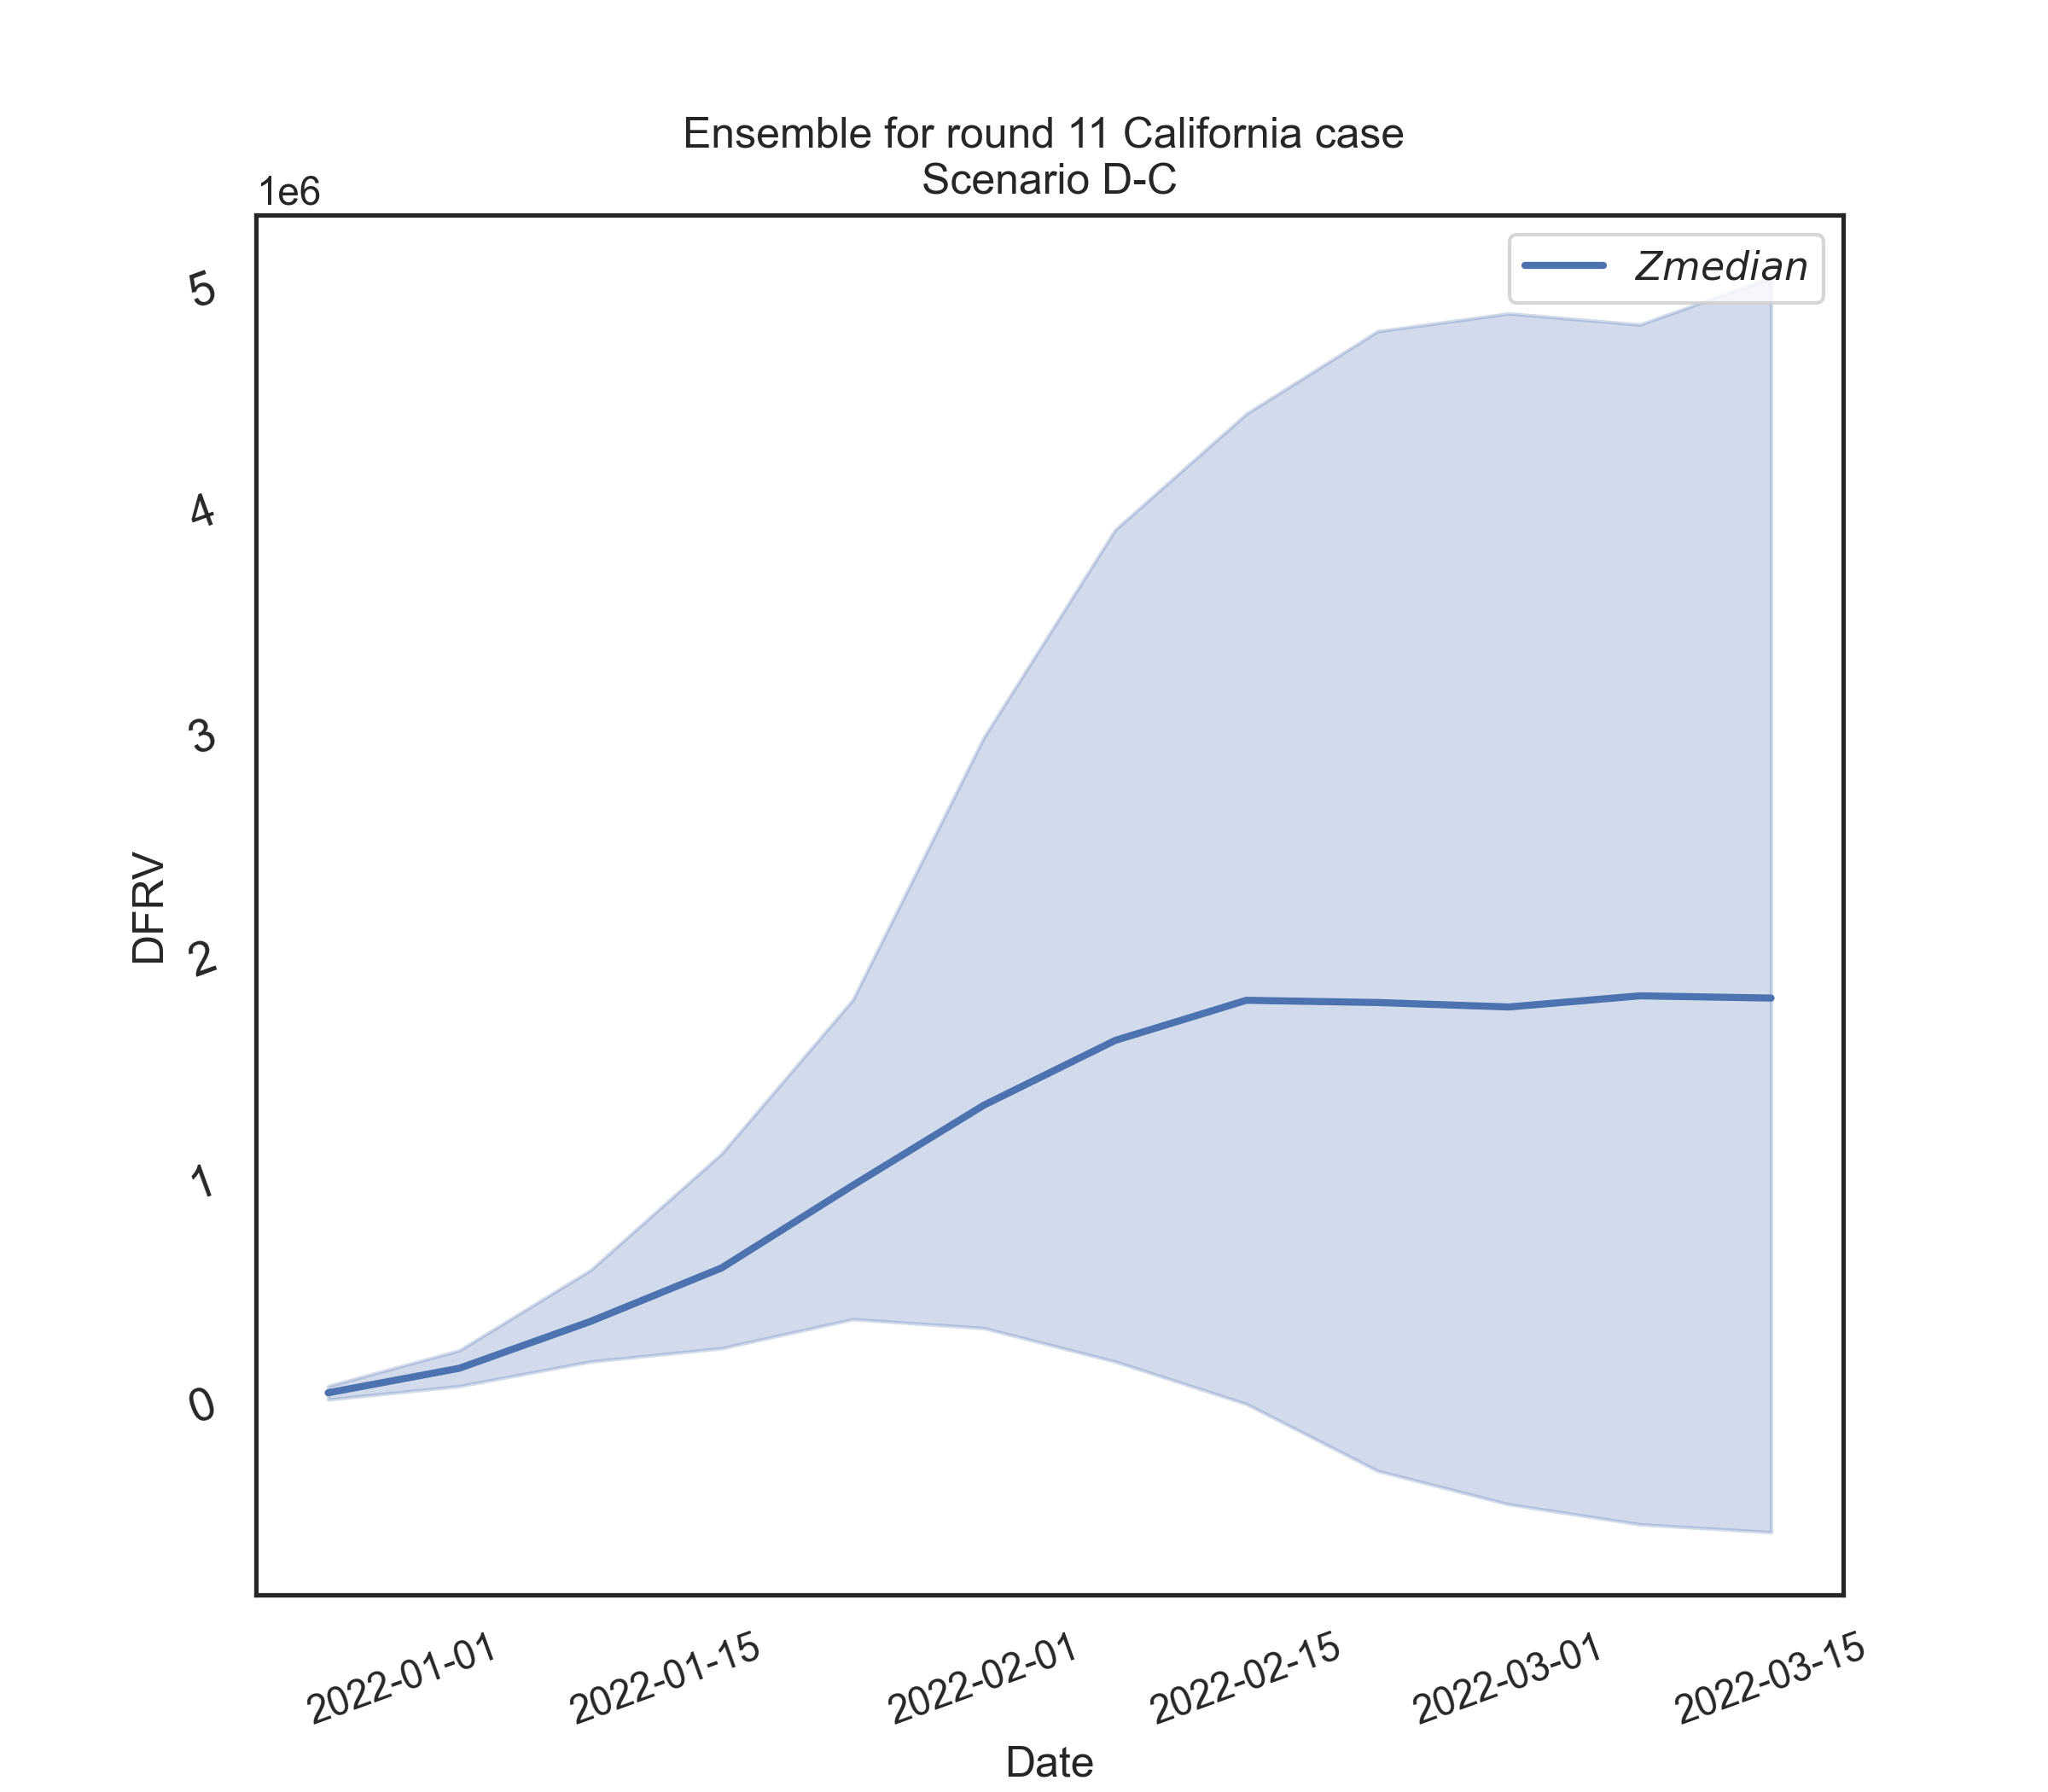 Ensemble for round 11 California case
Scenario D-C
1e6
Zmedian
5
4
3
2
1
0
DFRV
2022-01-01
2022-01-15
2022-02-01
2022-02-15
2022-03-01
2022-03-15
Date